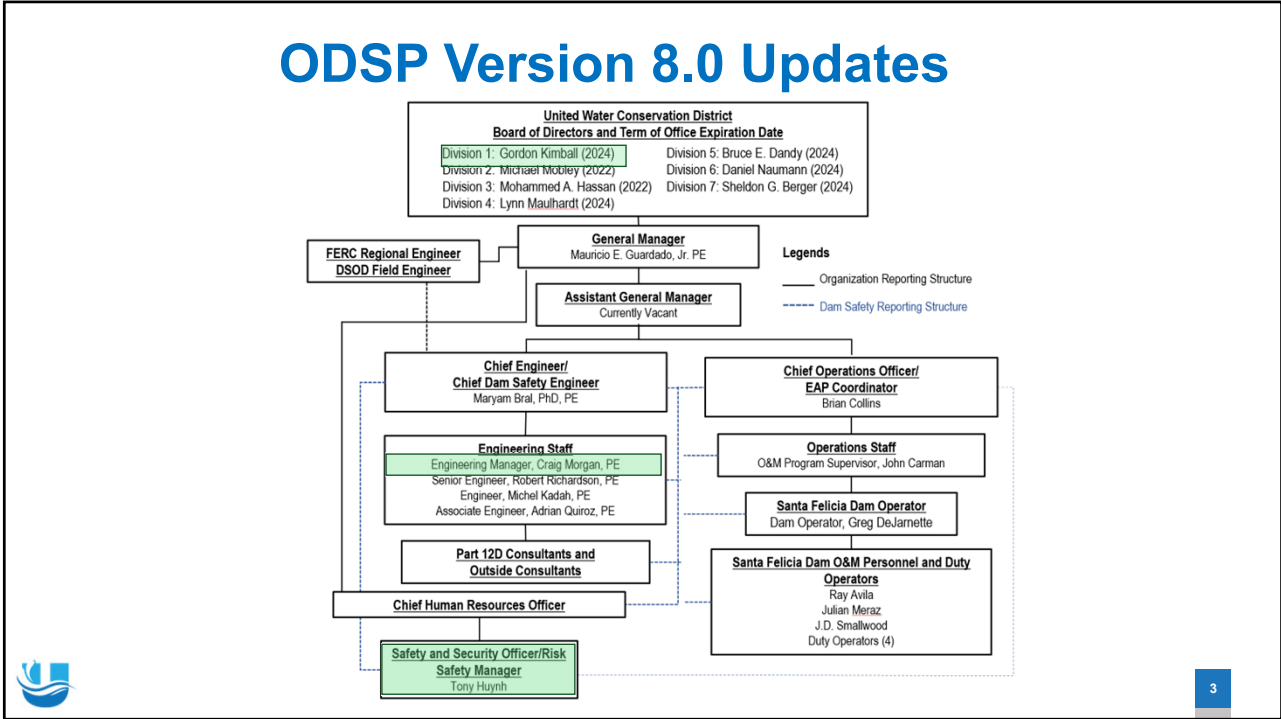 ODSP Version 8.0 Updates
United Water Conservation District
Board of Directors and Term of Office Expiration Date
Division 1: Gordon Kimball (2024)
Division 2: Michael Mobley (2022)
Division 3: Mohammed A. Hassan (2022)
Division 4: Lynn Maulhardt (2024)
Division 5: Bruce E. Dandy (2024)
Division 6: Daniel Naumann (2024)
Division 7: Sheldon G. Berger (2024)
General Manager
Mauricio E. Guardado, Jr. PE
FERC Regional Engineer
DSOD Field Engineer
Legends
Organization Reporting Structure
Dam Safety Reporting Structure
Assistant General Manager
Currently Vacant
Chief Engineer/
Chief Dam Safety Engineer
Maryam Bral, PhD, PE
Chief Operations Officer/
EAP Coordinator
Brian Collins
Engineering Staff
Engineering Manager, Craig Morgan, PE
Senior Engineer, Robert Richardson, PE
Engineer, Michel Kadah, PE
Associate Engineer, Adrian Quiroz, PE
Operations Staff
O&M Program Supervisor, John Carman
Santa Felicia Dam Operator
Dam Operator, Greg DeJarnette
Part 12D Consultants and
Outside Consultants
Santa Felicia Dam O&M Personnel and Duty
Operators
Ray Avila
Julian Meraz
J.D. Smallwood
Duty Operators (4)
Chief Human Resources Officer
Safety and Security Officer/Risk
Safety Manager
Tony Huynh
3